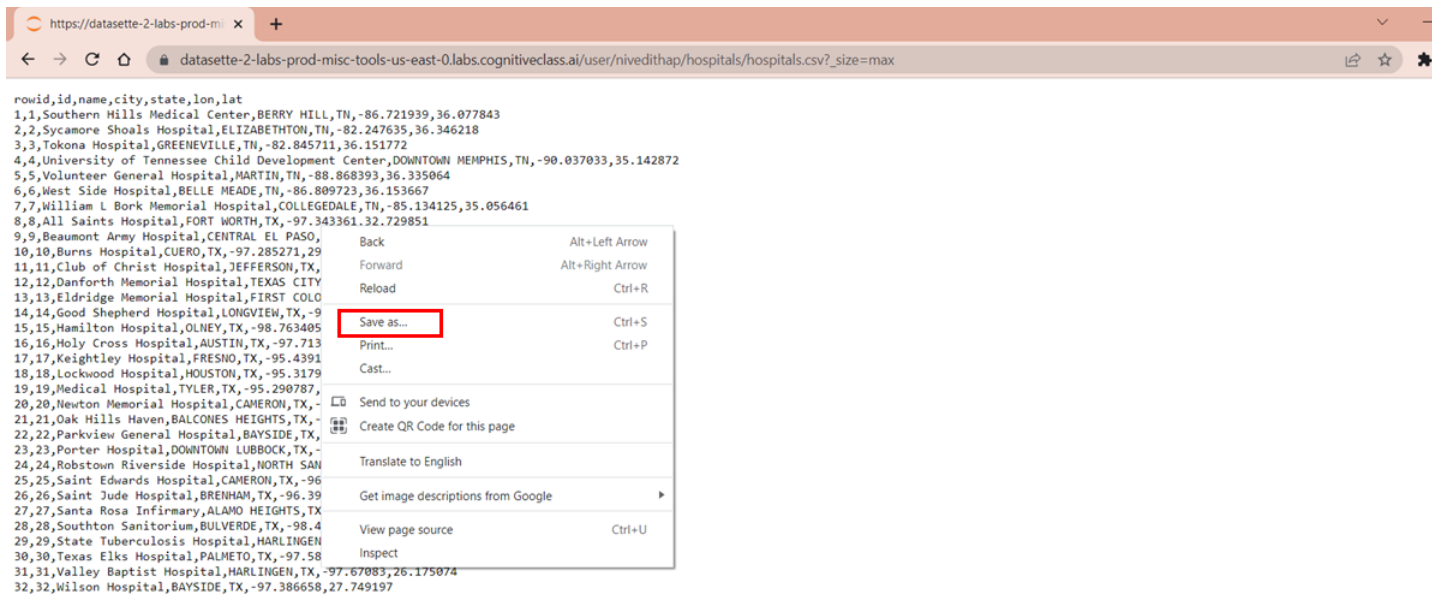 https://datasette-2-labs-prod-mi
datasette-2-labs-prod-misc-tools-us-east-0.labs.cognitiveclass.ai/user/nivedithap/hospitals/hospitals.csv?_size=max
rowid,id,name,city,state,lon,lat
1,1,Southern Hills Medical Center,BERRY HILL,TN,-86.721939,36.077843
2,2,Sycamore Shoals Hospital,ELIZABETHTON,TN,-82.247635,36.346218
3,3,Tokona Hospital,GREENEVILLE,TN,-82.845711,36.151772
4,4,University of Tennessee Child Development Center,DOWNTOWN MEMPHIS,TN,-90.037033,35.142872
5,5,Volunteer General Hospital,MARTIN,TN,-88.868393,36.335064
6,6,West Side Hospital,BELLE MEADE,TN,-86.809723,36.153667
7,7,William L Bork Memorial Hospital,COLLEGEDALE,TN,-85.134125,35.056461
8,8,All Saints Hospital,FORT WORTH,TX,-97.343361,32.729851
9,9,Beaumont Army Hospital,CENTRAL EL PASO,
10,10,Burns Hospital,CUERO,TX,-97.285271,29
11,11,Club of Christ Hospital,JEFFERSON,TX,
12,12,Danforth Memorial Hospital,TEXAS CITY
13,13,Eldridge Memorial Hospital,FIRST COLO
14,14,Good Shepherd Hospital,LONGVIEW,TX,-9
15,15,Hamilton Hospital,OLNEY,TX,-98.763405
16,16,Holy Cross Hospital,AUSTIN,TX,-97.713
17,17,Keightley Hospital,FRESNO,TX,-95.4391
18,18,Lockwood Hospital,HOUSTON,TX,-95.3179
19,19,Medical Hospital,TYLER,TX,-95.290787,
20,20,Newton Memorial Hospital,CAMERON,TX,-
21,21,Oak Hills Haven,BALCONES HEIGHTS,TX,-
22,22,Parkview General Hospital,BAYSIDE,TX,
23,23,Porter Hospital,DOWNTOWN LUBBOCK,TX,-
24,24,Robstown Riverside Hospital,NORTH SAN
25,25,Saint Edwards Hospital,CAMERON,TX,-96
26,26,Saint Jude Hospital,BRENHAM,TX,-96.39
27,27,Santa Rosa Infirmary,ALAMO HEIGHTS,TX
28,28,Southton Sanitorium,BULVERDE,TX,-98.4
29,29,State Tuberculosis Hospital,HARLINGEN
30,30,Texas Elks Hospital,PALMETO,TX,-97.58
31,31,Valley Baptist Hospital,HARLINGEN,TX,-97.67083,26.175074
32,32,Wilson Hospital,BAYSIDE,TX,-97.386658,27.749197
Back Alt+Left Arrow
Forward Alt+Right Arrow
Reload Ctrl+R
Save as... Ctrl+S
Print... Ctrl+P
Cast...
Send to your devices
Create QR Code for this page
Translate to English
Get image descriptions from Google
View page source Ctrl+U
Inspect